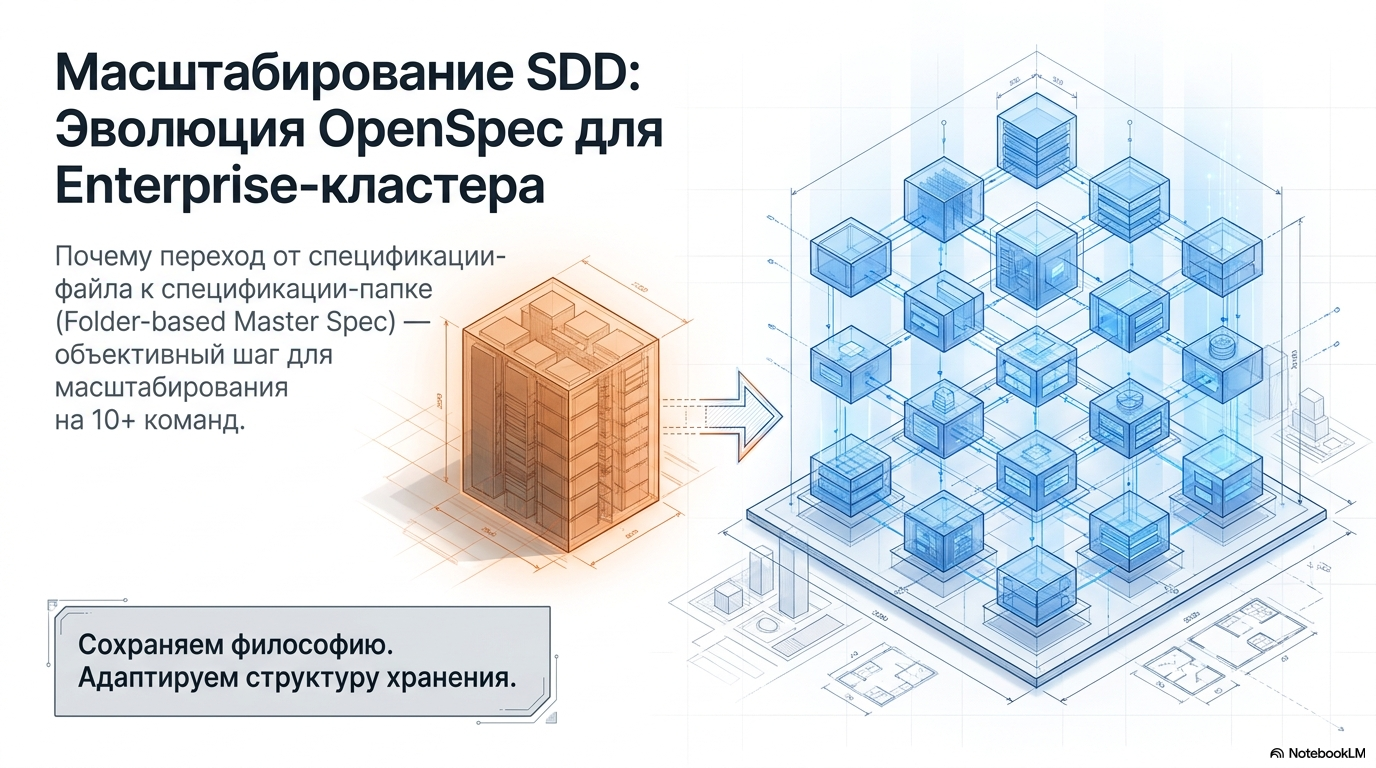 Масштабирование SDD:
Эволюция OpenSpec для
Enterprise-кластера
Почему переход от спецификации-
файла к спецификации-папке
(Folder-based Master Spec) —
объективный шаг для
масштабирования
на 10+ команд.
Сохраняем философию.
Адаптируем структуру хранения.
NotebookLM